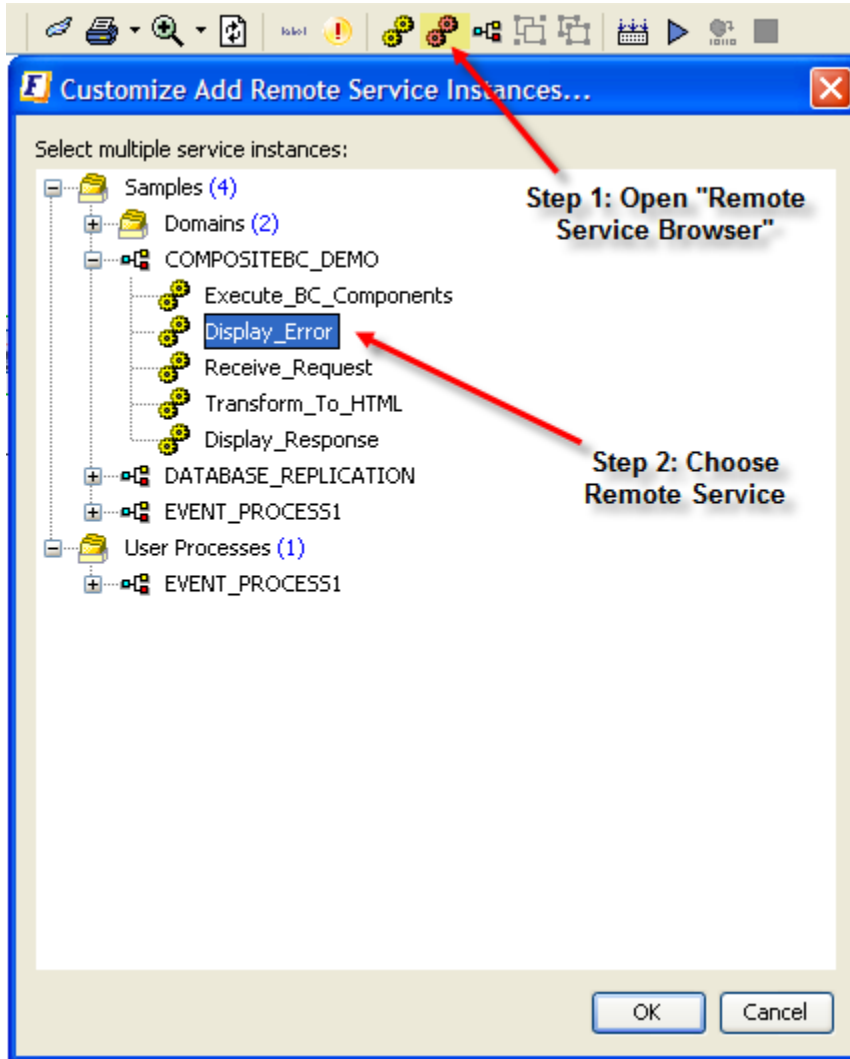 label
Customize Add Remote Service Instances...
Select multiple service instances:
Samples (4)
Step 1: Open "Remote
Service Browser"
Domains (2)
COMPOSITEBC_DEMO
Execute_BC_Components
Display_Error
Receive_Request
Transform_To_HTML
Display_Response
Step 2: Choose
Remote Service
DATABASE_REPLICATION
EVENT_PROCESS1
User Processes (1)
EVENT_PROCESS1
OK
Cancel